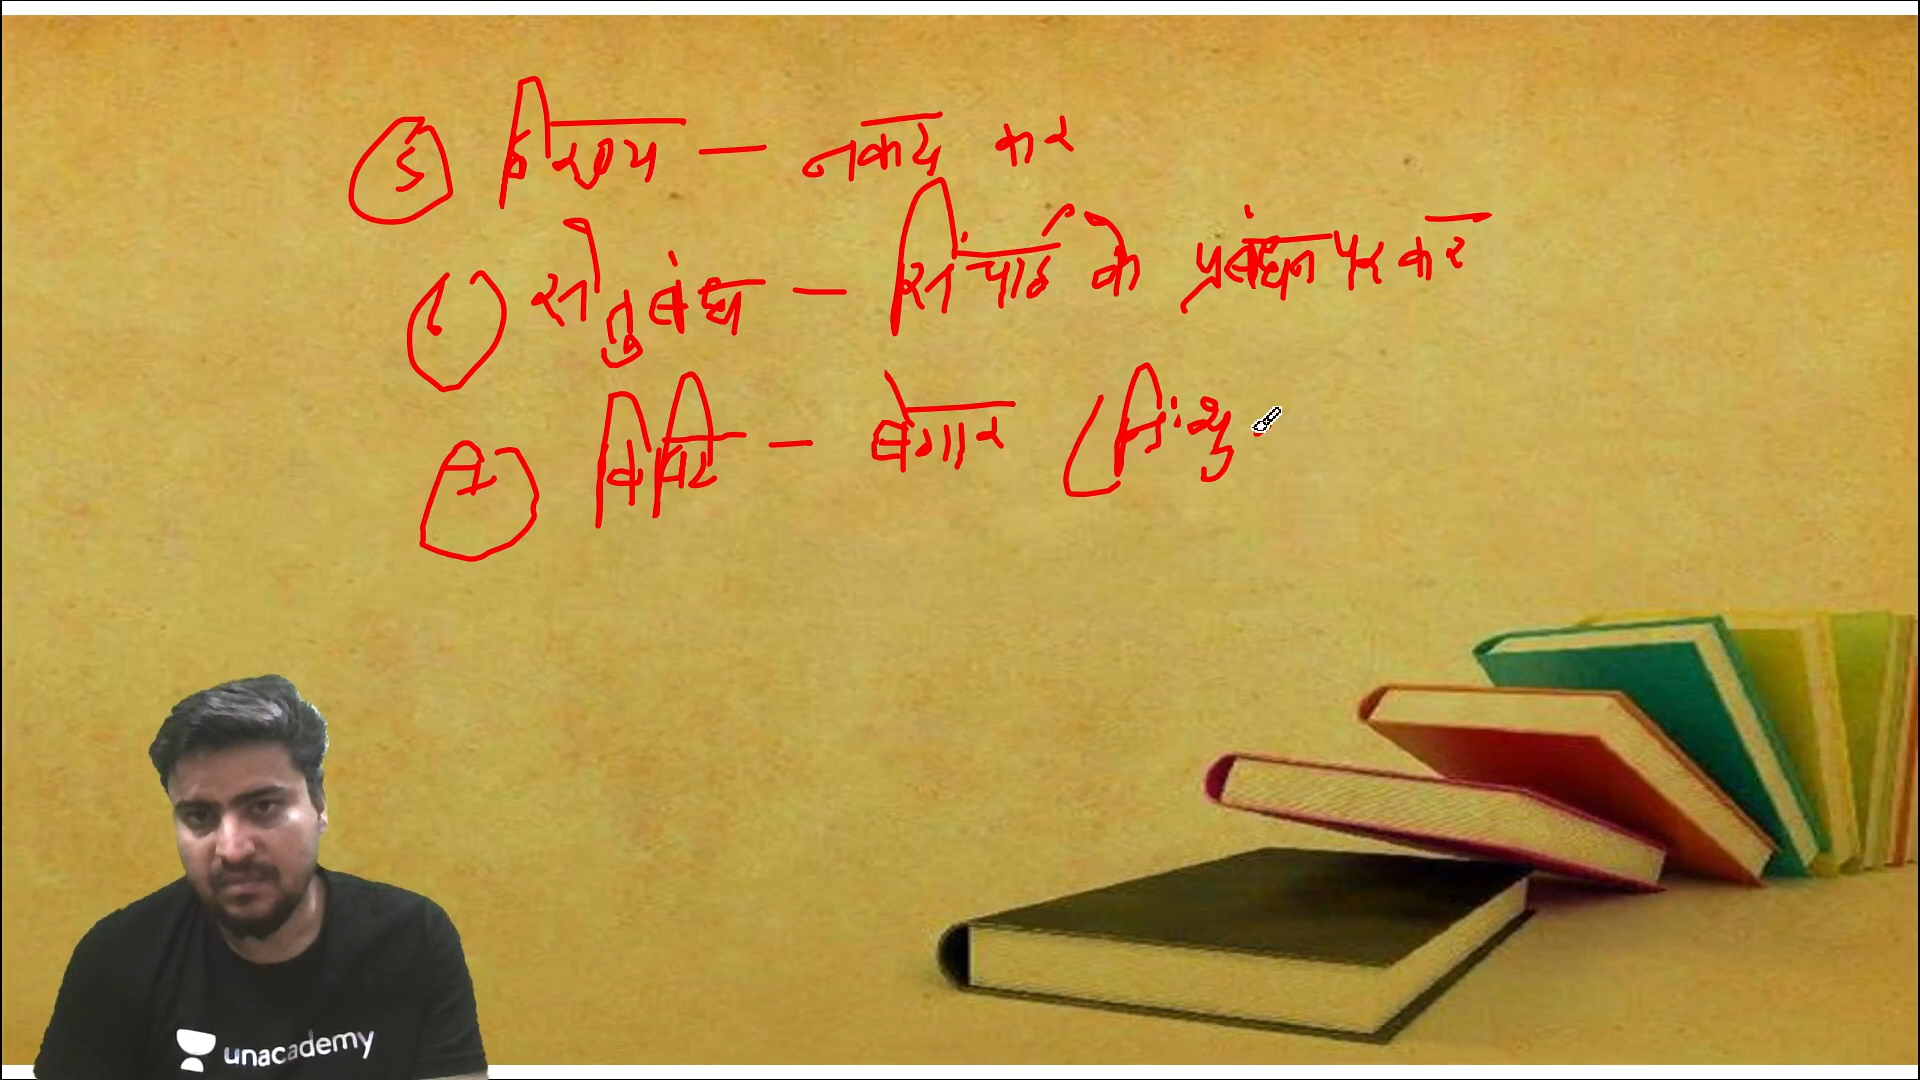 5 हिरण्य - नकद कर
6 सेतुबंध - सिंचाई के प्रबंधन पर कर
7 विष्टि - बेगार (निःशु
unacademy